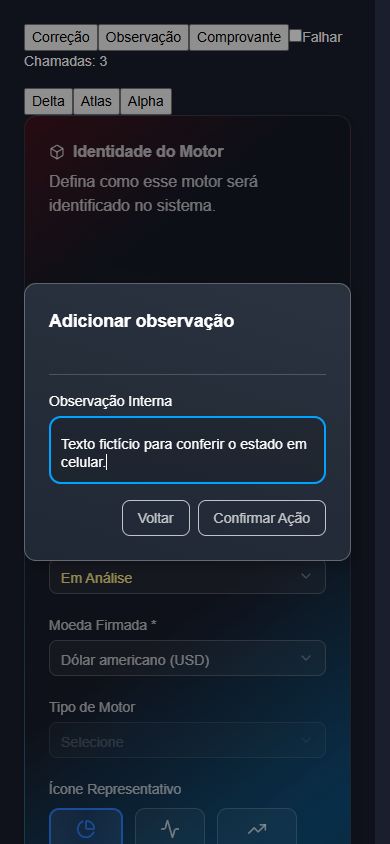 Correção Observação Comprovante Falhar
Chamadas: 3
Delta Atlas Alpha
Identidade do Motor
Defina como esse motor será
identificado no sistema.
Adicionar observação
Observação Interna
Texto fictício para conferir o estado em
celular.
Voltar Confirmar Ação
Em Análise
Moeda Firmada *
Dólar americano (USD)
Tipo de Motor
Selecione
Ícone Representativo